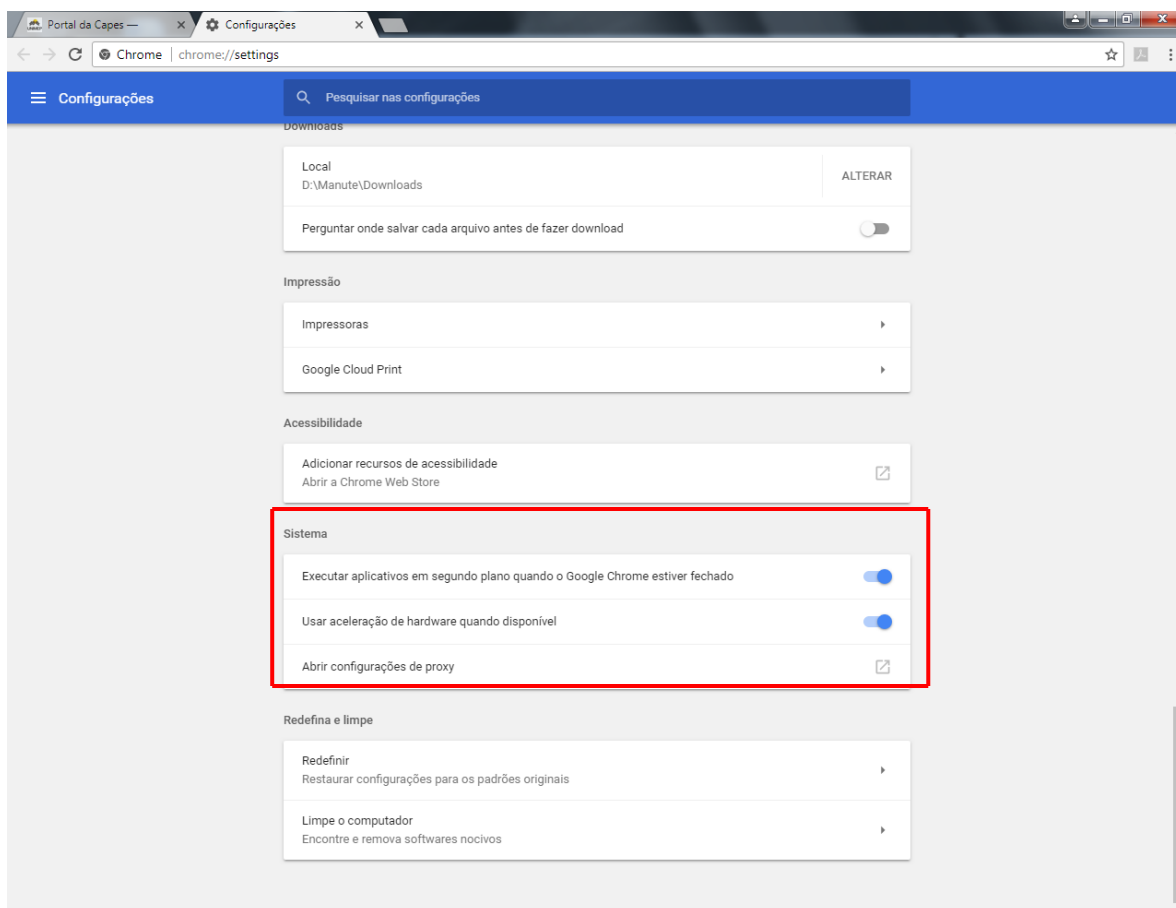 Portal da Capes —
Configurações
Chrome
chrome://settings
Configurações
Pesquisar nas configurações
Downloads
Local
D:\Manute\Downloads
ALTERAR
Perguntar onde salvar cada arquivo antes de fazer download
Impressão
Impressoras
Google Cloud Print
Acessibilidade
Adicionar recursos de acessibilidade
Abrir a Chrome Web Store
Sistema
Executar aplicativos em segundo plano quando o Google Chrome estiver fechado
Usar aceleração de hardware quando disponível
Abrir configurações de proxy
Redefina e limpe
Redefinir
Restaurar configurações para os padrões originais
Limpe o computador
Encontre e remova softwares nocivos